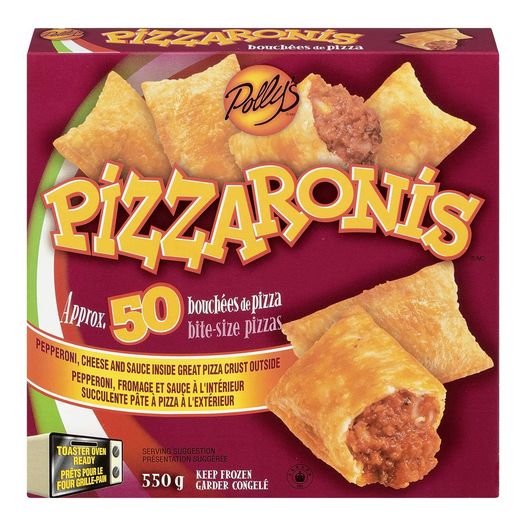 PIZZARONIS
bouchées de pizza
Polly's
PIZZARONIS
Approx. 50 bouchées de pizza
bite-size pizzas
PEPPERONI, CHEESE AND SAUCE INSIDE GREAT PIZZA CRUST OUTSIDE
PEPPERONI, FROMAGE ET SAUÇE À L'INTÉRIEUR
SUCCULENTE PÂTE À PIZZA À L'EXTÉRIEUR
TOASTER OVEN
READY
PRÊTS POUR LE
FOUR GRILLE-PAIN
SERVING SUGGESTION
PRÉSENTATION SUGGÉRÉE
550 g
KEEP FROZEN
GARDER CONGELÉ